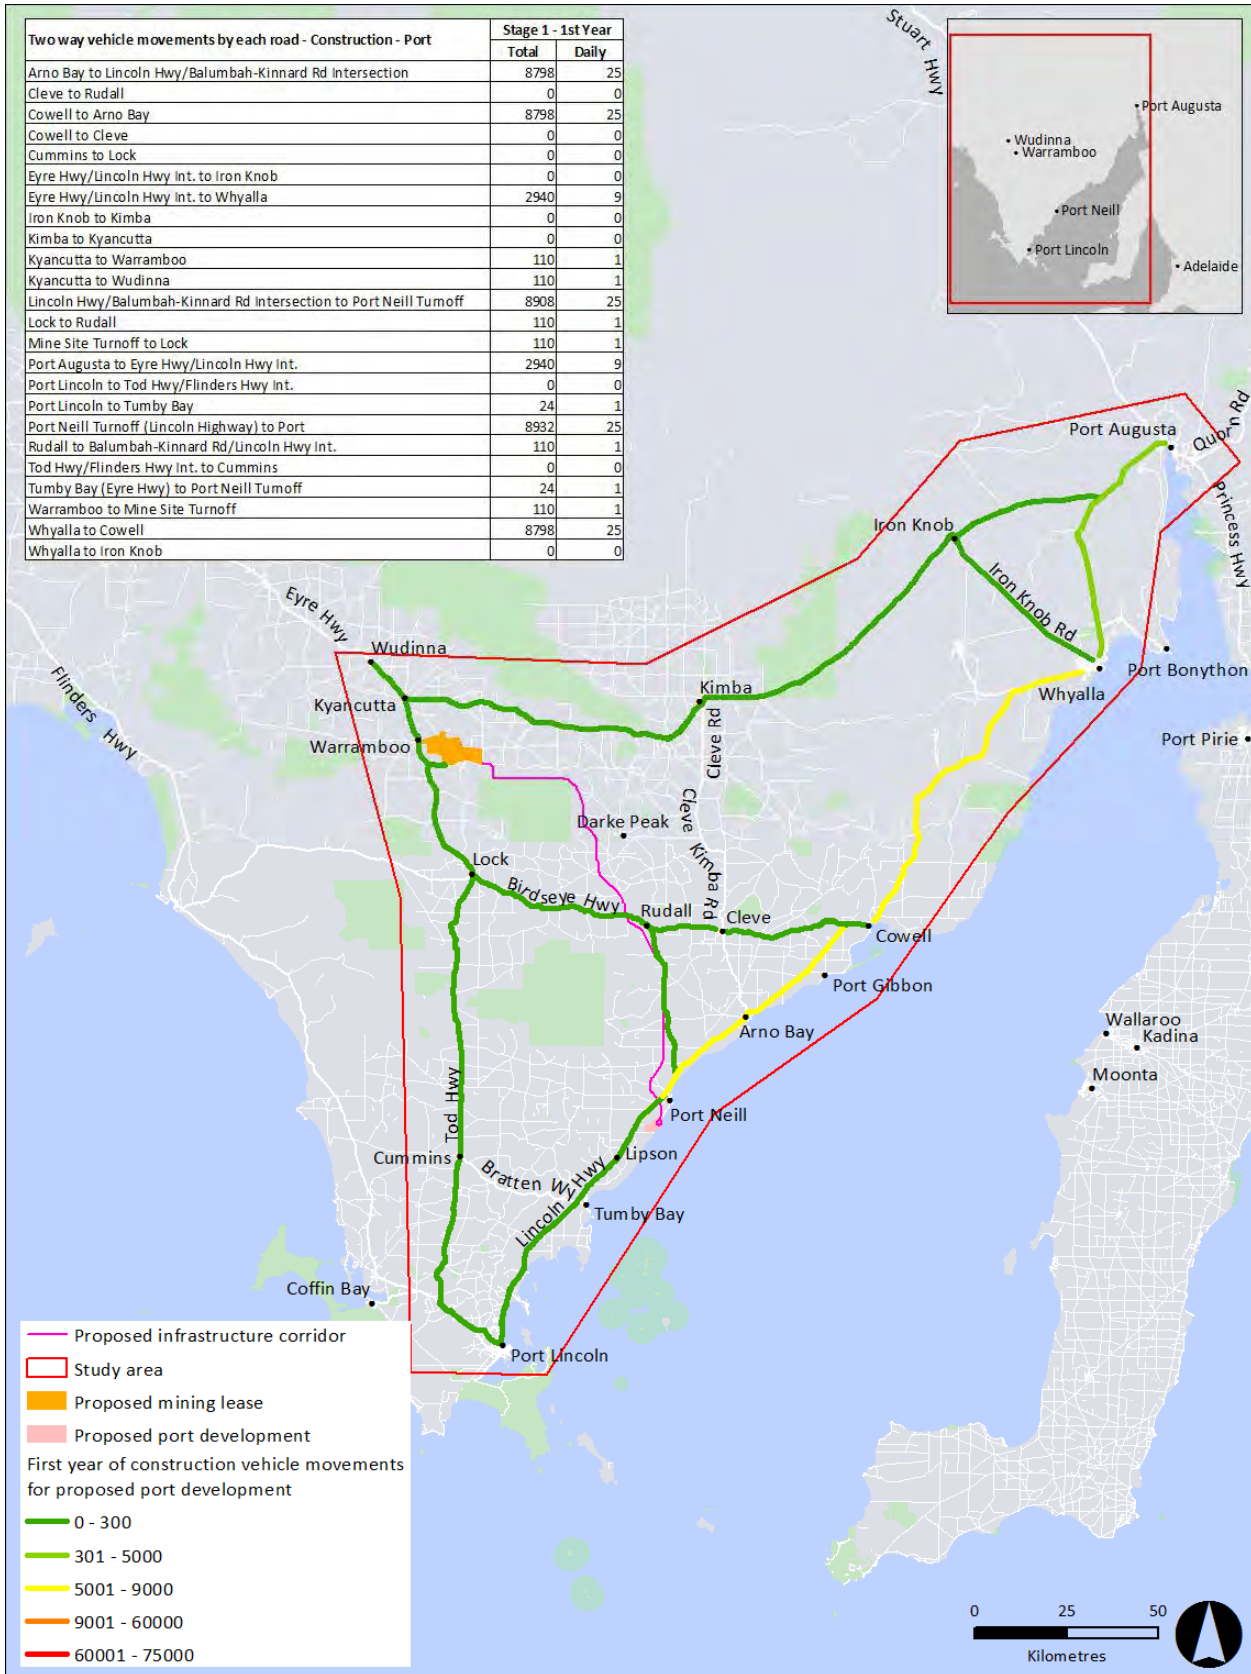 Two way vehicle movements by each road - Construction - Port Stage 1 - 1st Year
Total Daily
Arno Bay to Lincoln Hwy/Balumbah-Kinnard Rd Intersection 8798 25
Cleve to Rudall 0 0
Cowell to Arno Bay 8798 25
Cowell to Cleve 0 0
Cummins to Lock 0 0
Eyre Hwy/Lincoln Hwy Int. to Iron Knob 0 0
Eyre Hwy/Lincoln Hwy Int. to Whyalla 2940 9
Iron Knob to Kimba 0 0
Kimba to Kyancutta 0 0
Kyancutta to Warramboo 110 1
Kyancutta to Wudinna 110 1
Lincoln Hwy/Balumbah-Kinnard Rd Intersection to Port Neill Turnoff 8908 25
Lock to Rudall 110 1
Mine Site Turnoff to Lock 110 1
Port Augusta to Eyre Hwy/Lincoln Hwy Int. 2940 9
Port Lincoln to Tod Hwy/Flinders Hwy Int. 0 0
Port Lincoln to Tumby Bay 24 1
Port Neill Turnoff (Lincoln Highway) to Port 8932 25
Rudall to Balumbah-Kinnard Rd/Lincoln Hwy Int. 110 1
Tod Hwy/Flinders Hwy Int. to Cummins 0 0
Tumby Bay (Eyre Hwy) to Port Neill Turnoff 24 1
Warramboo to Mine Site Turnoff 110 1
Whyalla to Cowell 8798 25
Whyalla to Iron Knob 0 0
Stuart Hwy
Port Augusta
Wudinna
Warramboo
Port Neill
Port Lincoln
Adelaide
Port Augusta
Quorn Rd
Princess Hwy
Iron Knob
Iron Knob Rd
Eyre Hwy
Wudinna
Port Bonython
Whyalla
Flinders Hwy
Kimba
Kyancutta
Warramboo
Port Pirie
Cleve Rd
Cleve Kimba Rd
Darke Peak
Lock
Birdseye Hwy
Rudall
Cleve
Cowell
Port Gibbon
Arno Bay
Wallaroo
Kadina
Moonta
Tod Hwy
Port Neill
Cummins
Bratten Wy
Lipson
Lincoln Hwy
Tumby Bay
Coffin Bay
Port Lincoln
Proposed infrastructure corridor
Study area
Proposed mining lease
Proposed port development
First year of construction vehicle movements
for proposed port development
0 - 300
301 - 5000
5001 - 9000
9001 - 60000
60001 - 75000
0 25 50
Kilometres